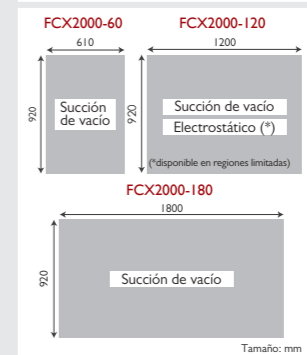 FCX2000-60
610
920
Succión
de vacío
FCX2000-120
1200
920
Succión de vacío
Electrostático (*)
(*disponible en regiones limitadas)
FCX2000-180
1800
920
Succión de vacío
Tamaño: mm